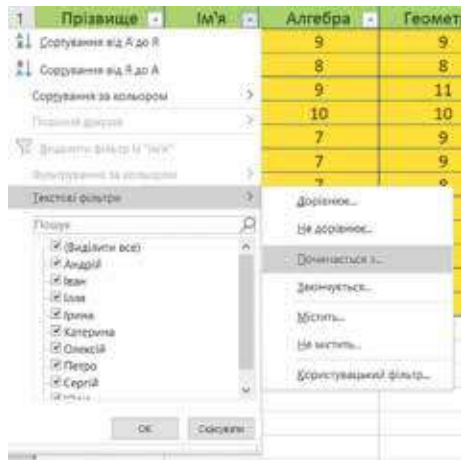 1 Прізвище Ім'я Алгебра Геомет
Сортування від А до Я
Сортування від Я до А
Сортування за кольором
Видалити фільтр із "Ім'я"
Фільтрування за кольором
Текстові фільтри
Пошук
(Виділити все)
Андрій
Іван
Ілля
Ірина
Катерина
Олексій
Петро
Сергій
ОК Скасувати
9 9
8 8
9 11
10 10
7 9
7 9
Дорівнює...
Не дорівнює...
Починається з...
Закінчується...
Містить...
Не містить...
Користувацький фільтр...